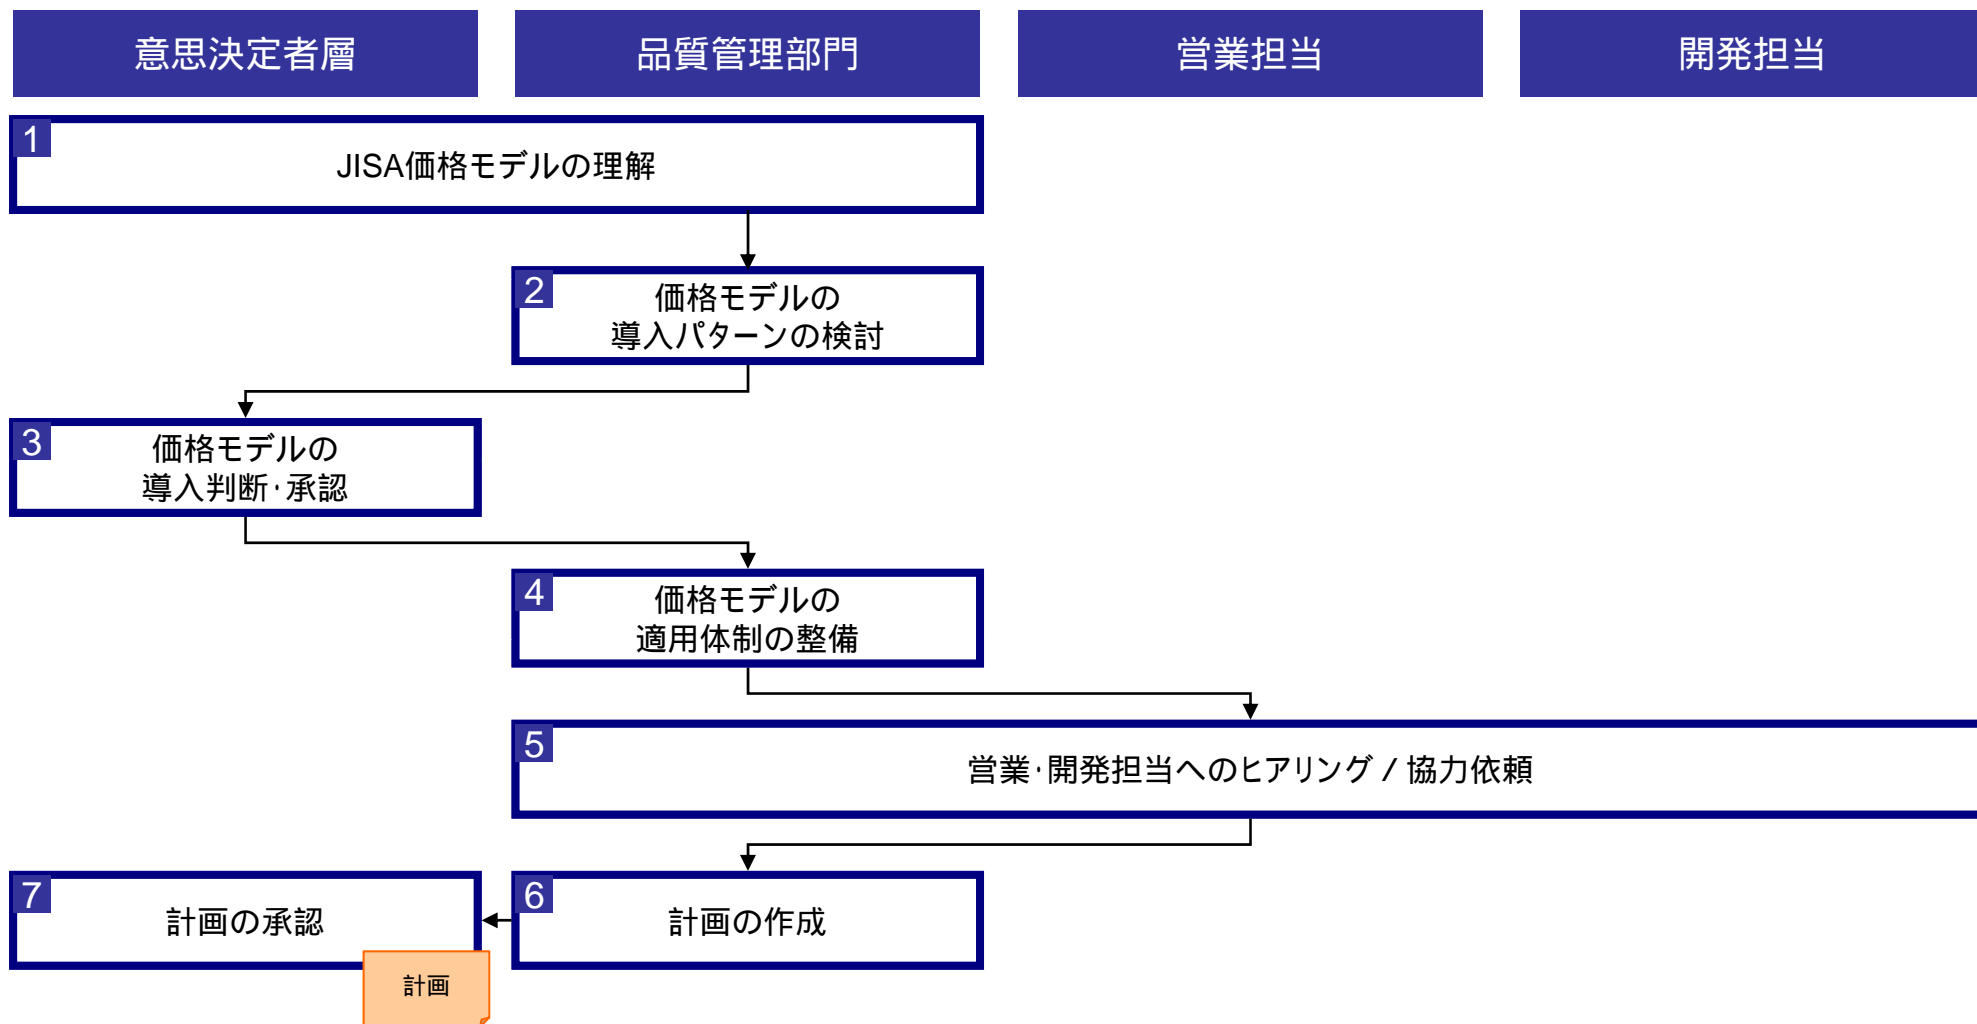 意思決定者層
品質管理部門
営業担当
開発担当
1
JISA価格モデルの理解
2
価格モデルの
導入パターンの検討
3
価格モデルの
導入判断・承認
4
価格モデルの
適用体制の整備
5
営業・開発担当へのヒアリング / 協力依頼
7
計画の承認
6
計画の作成
計画